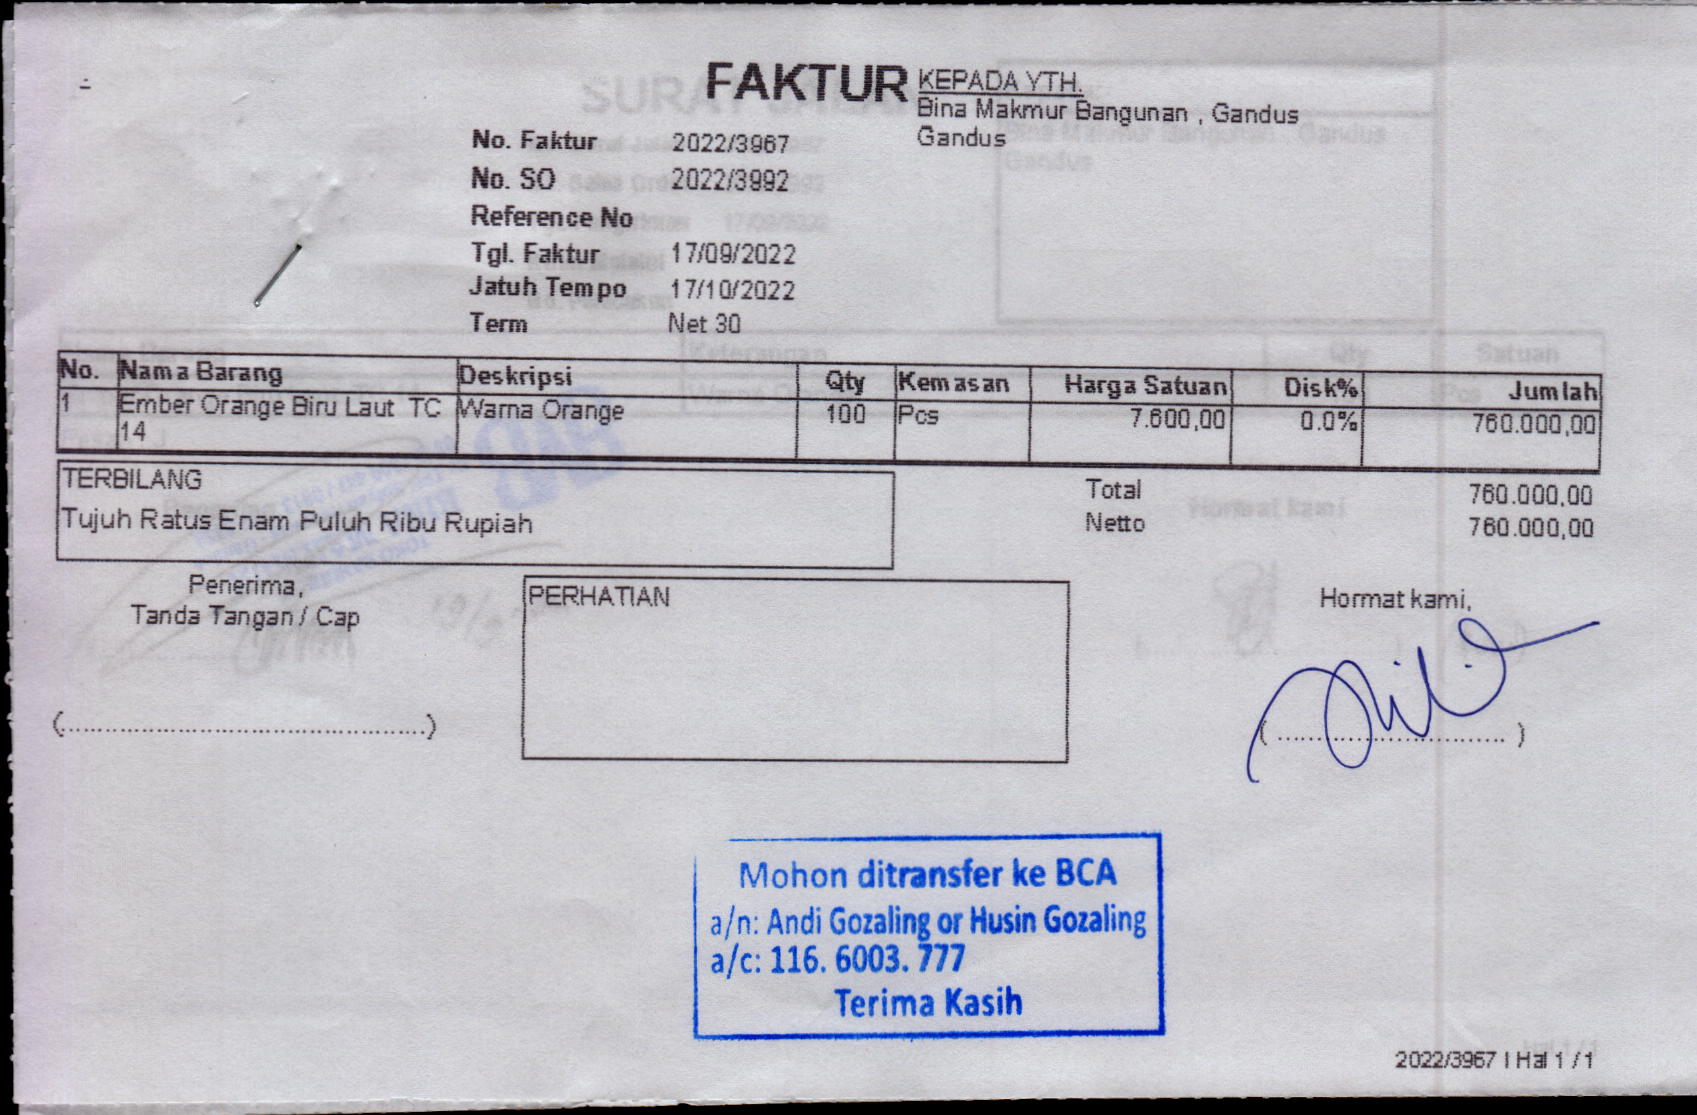 FAKTUR
KEPADA YTH.
Bina Makmur Bangunan , Gandus
Gandus
No. Faktur 2022/3967
No. SO 2022/3992
Reference No
Tgl. Faktur 17/09/2022
Jatuh Tempo 17/10/2022
Term Net 30
No. Nama Barang Deskripsi Qty Kemasan Harga Satuan Disk% Jumlah
1 Ember Orange Biru Laut TC Warna Orange 100 Pcs 7.600,00 0.0% 760.000,00
14
TERBILANG
Tujuh Ratus Enam Puluh Ribu Rupiah
Total 760.000,00
Netto 760.000,00
Penerima,
Tanda Tangan / Cap
(................................................)
PERHATIAN
Hormat kami,
(............................... )
Mohon ditransfer ke BCA
a/n: Andi Gozaling or Husin Gozaling
a/c: 116. 6003. 777
Terima Kasih
2022/3967 | Hal 1 / 1